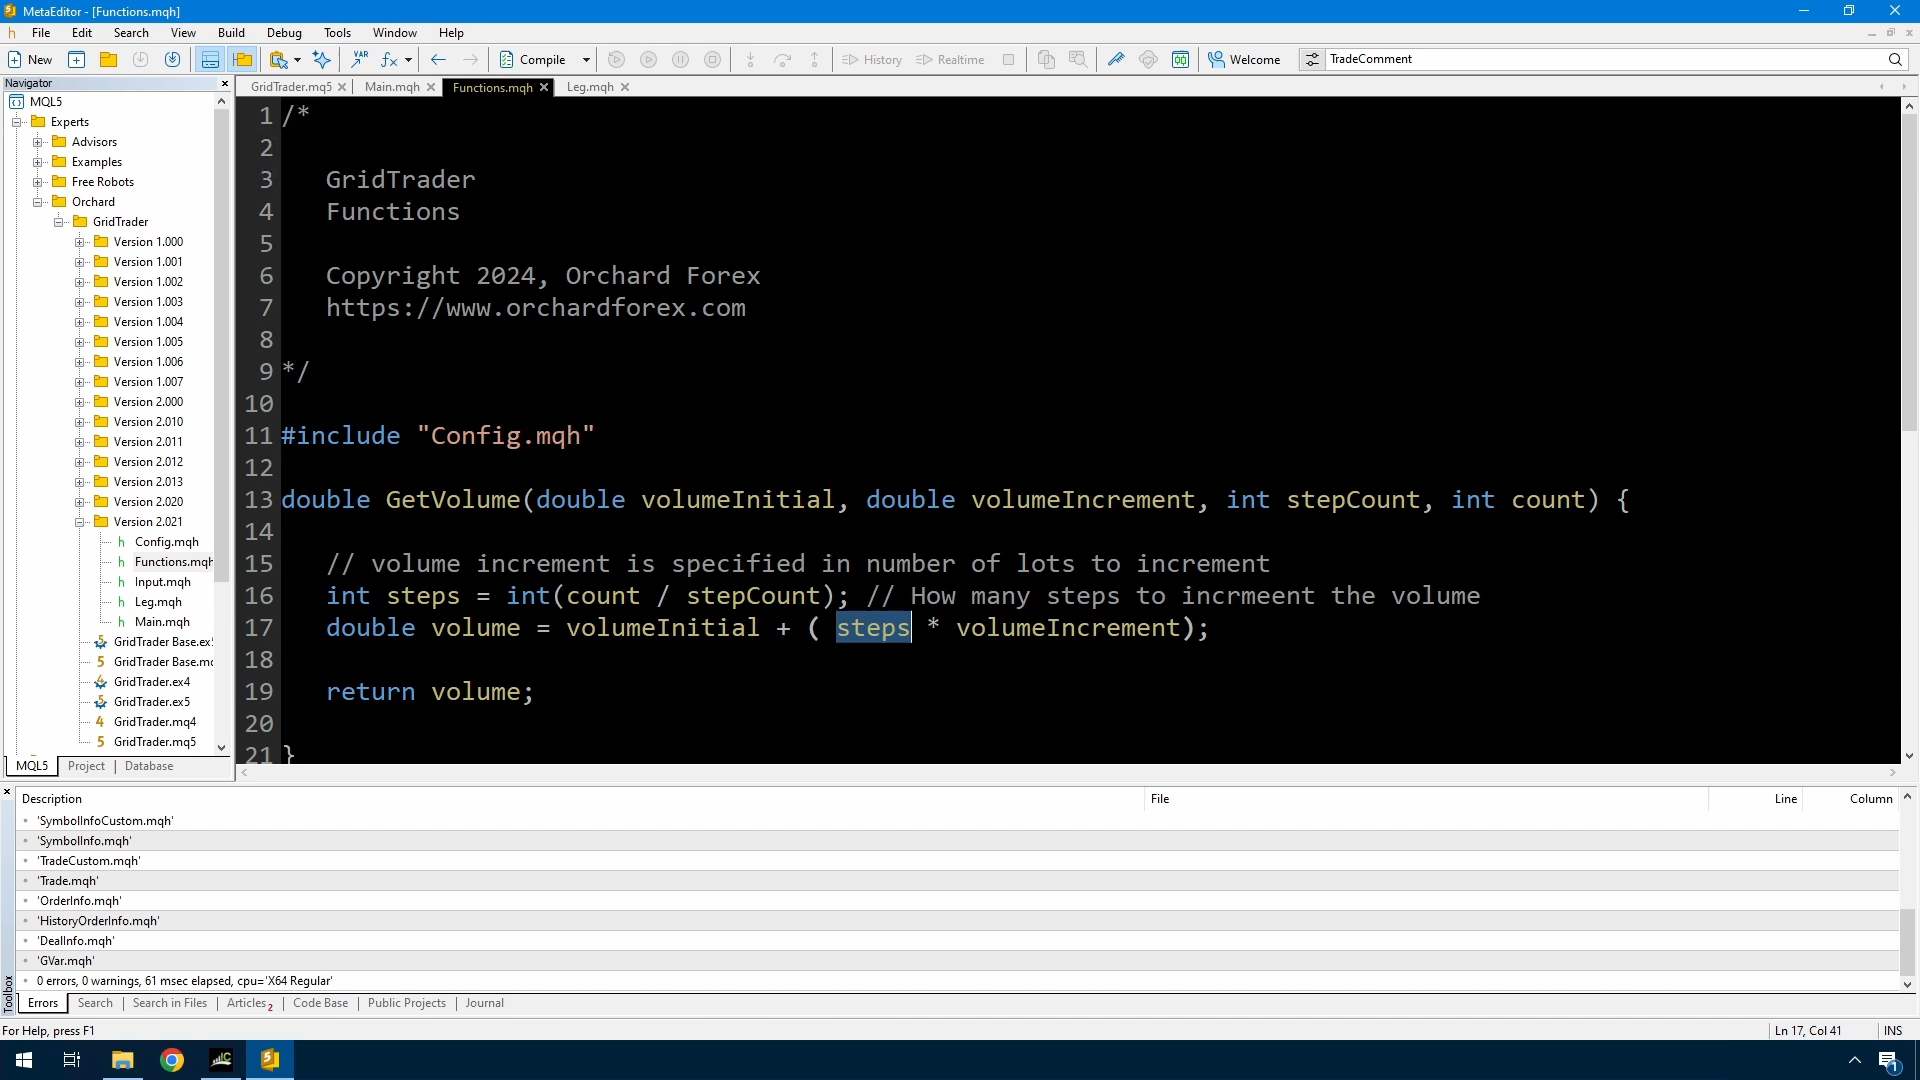 MetaEditor - [Functions.mqh]
File Edit Search View Build Debug Tools Window Help
New VAR fx Compile History Realtime Welcome TradeComment
Navigator
MQL5
Experts
Advisors
Examples
Free Robots
Orchard
GridTrader
Version 1.000
Version 1.001
Version 1.002
Version 1.003
Version 1.004
Version 1.005
Version 1.006
Version 1.007
Version 2.000
Version 2.010
Version 2.011
Version 2.012
Version 2.013
Version 2.020
Version 2.021
Config.mqh
Functions.mqh
Input.mqh
Leg.mqh
Main.mqh
GridTrader Base.ex5
GridTrader Base.mq
GridTrader.ex4
GridTrader.ex5
GridTrader.mq4
GridTrader.mq5
MQL5 Project Database
GridTrader.mq5 Main.mqh Functions.mqh Leg.mqh
1 /*
2
3 GridTrader
4 Functions
5
6 Copyright 2024, Orchard Forex
7 https://www.orchardforex.com
8
9 */
10
11 #include "Config.mqh"
12
13 double GetVolume(double volumeInitial, double volumeIncrement, int stepCount, int count) {
14
15 // volume increment is specified in number of lots to increment
16 int steps = int(count / stepCount); // How many steps to incrmeent the volume
17 double volume = volumeInitial + ( steps * volumeIncrement);
18
19 return volume;
20
21 }
Description File Line Column
'SymbolInfoCustom.mqh'
'SymbolInfo.mqh'
'TradeCustom.mqh'
'Trade.mqh'
'OrderInfo.mqh'
'HistoryOrderInfo.mqh'
'DealInfo.mqh'
'GVar.mqh'
0 errors, 0 warnings, 61 msec elapsed, cpu='X64 Regular'
Toolbox
Errors Search Search in Files Articles 2 Code Base Public Projects Journal
For Help, press F1 Ln 17, Col 41 INS
1